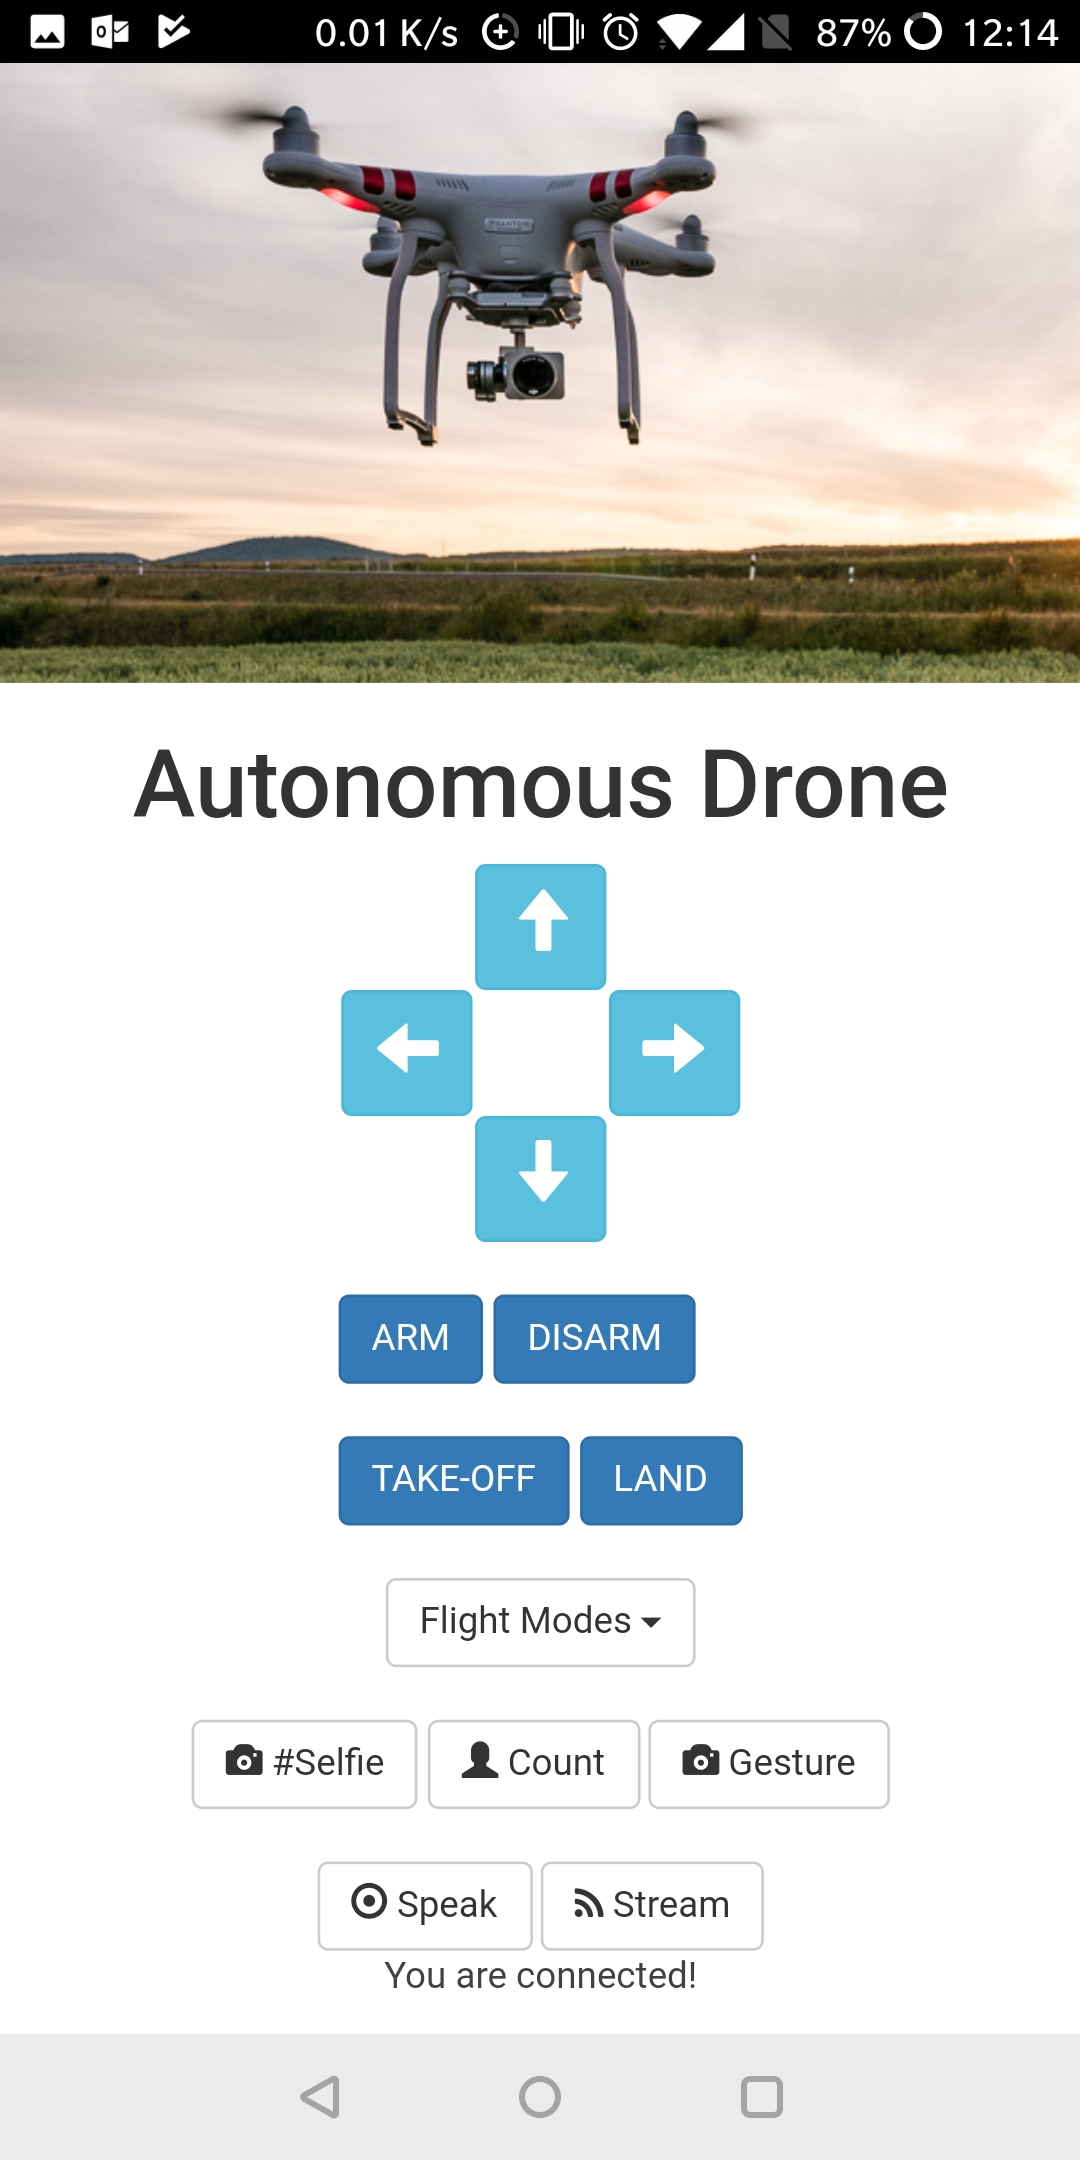 0.01 K/s 87% 12:14
PHANTOM
Autonomous Drone
ARM DISARM
TAKE-OFF LAND
Flight Modes
#Selfie Count Gesture
Speak Stream
You are connected!